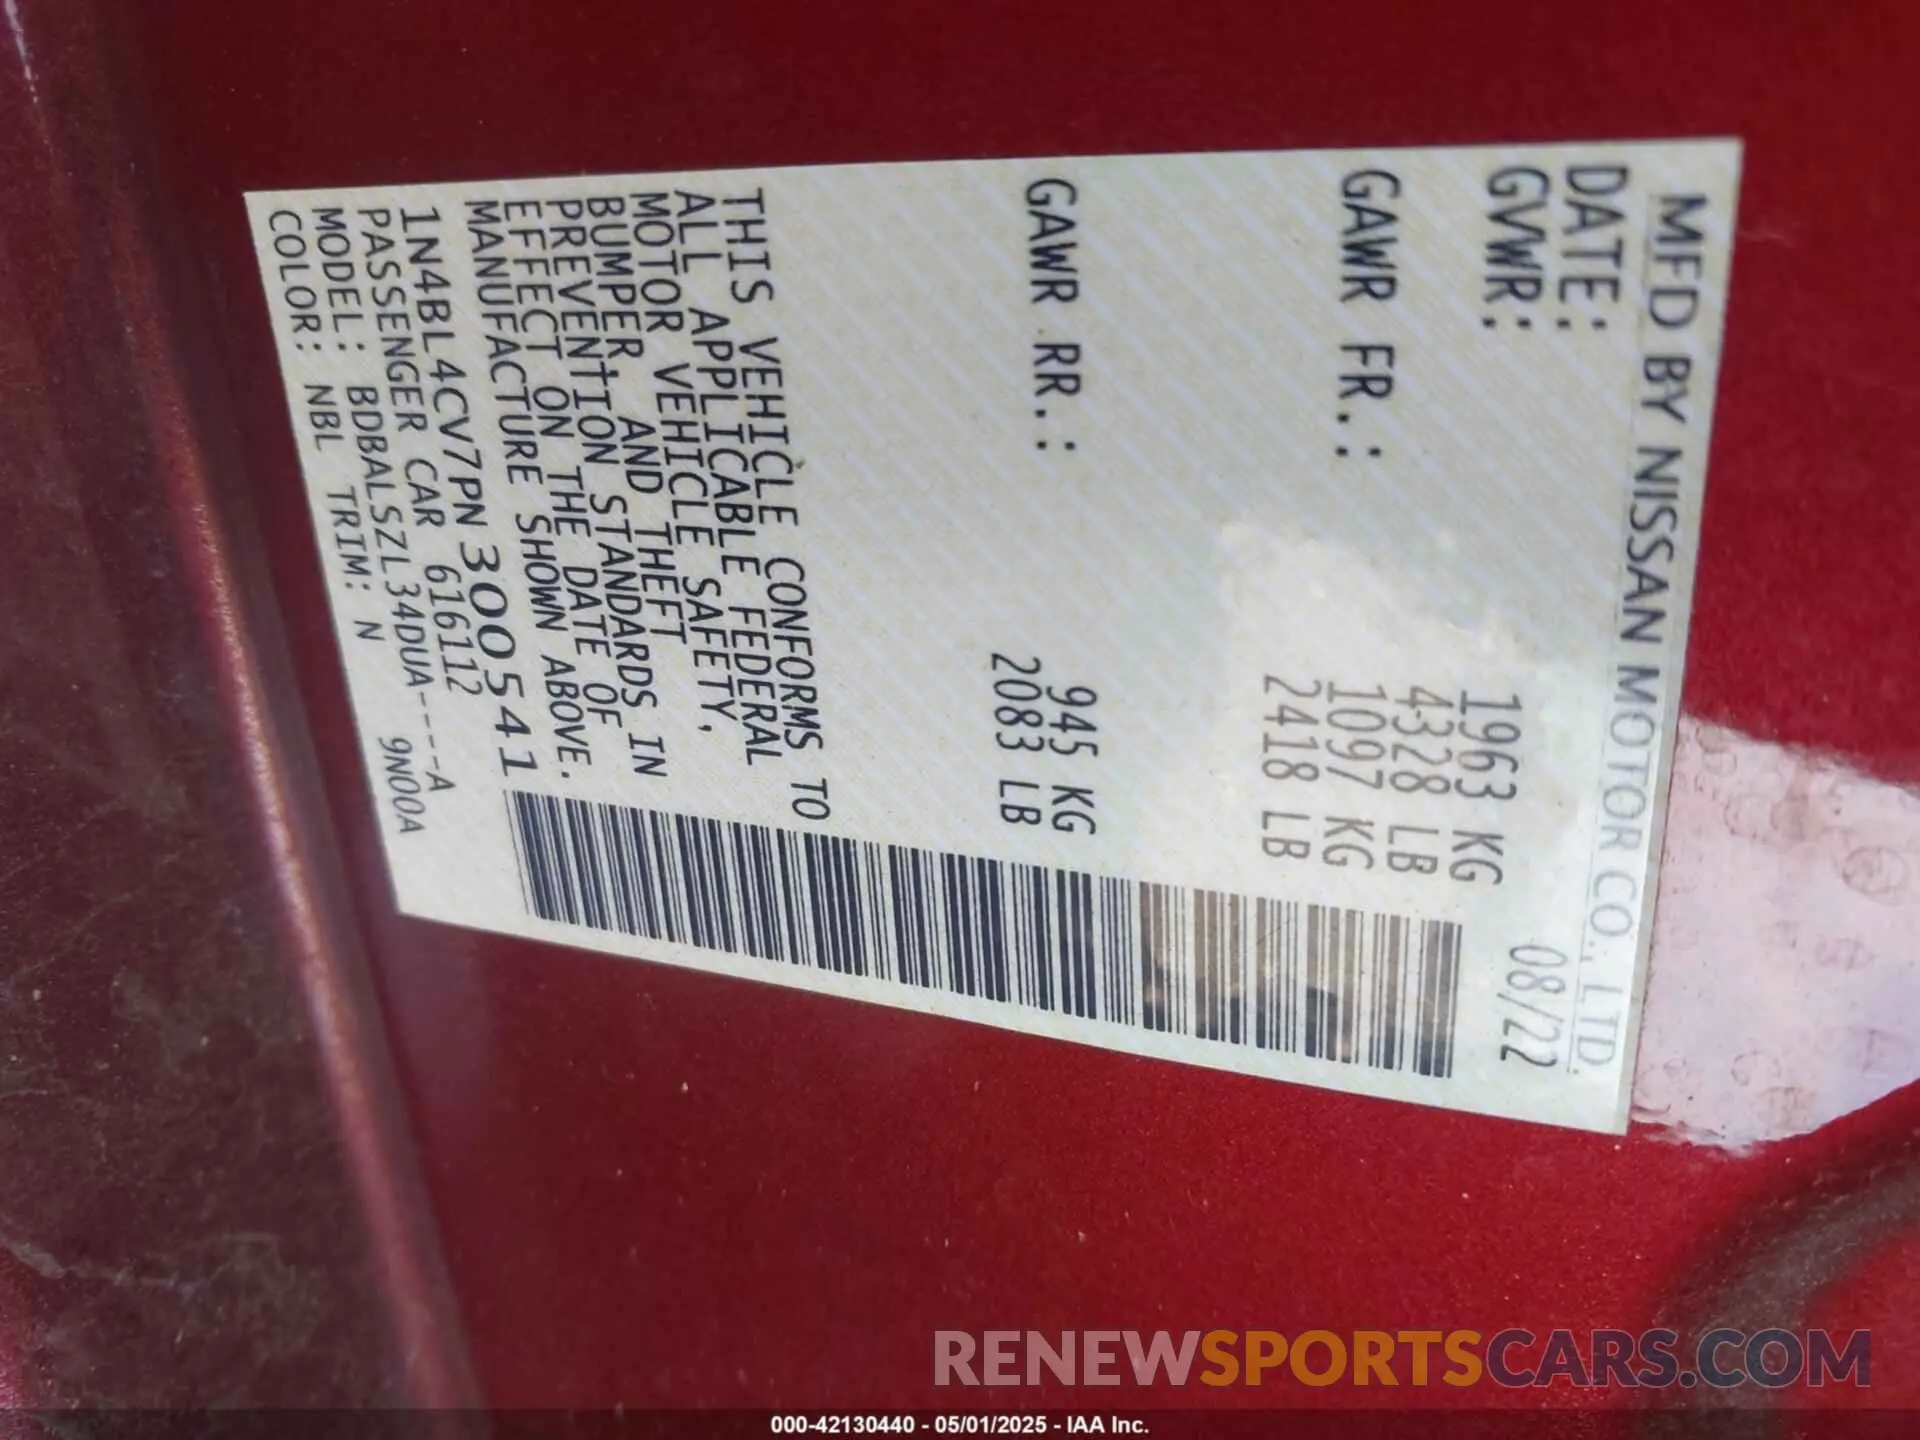 MFD BY NISSAN MOTOR CO., LTD.
DATE: 08/22
GVWR: 1963 KG
4328 LB
GAWR FR.: 1097 KG
2418 LB
GAWR RR.: 945 KG
2083 LB
THIS VEHICLE CONFORMS TO
ALL APPLICABLE FEDERAL
MOTOR VEHICLE SAFETY,
BUMPER, AND THEFT
PREVENTION STANDARDS IN
EFFECT ON THE DATE OF
MANUFACTURE SHOWN ABOVE.
1N4BL4CV7PN300541
PASSENGER CAR 616112
MODEL: BDBALSZL34DUA----A
COLOR: NBL TRIM: N 9N00A
RENEWSPORTSCARS.COM
000-42130440 - 05/01/2025 - IAA Inc.